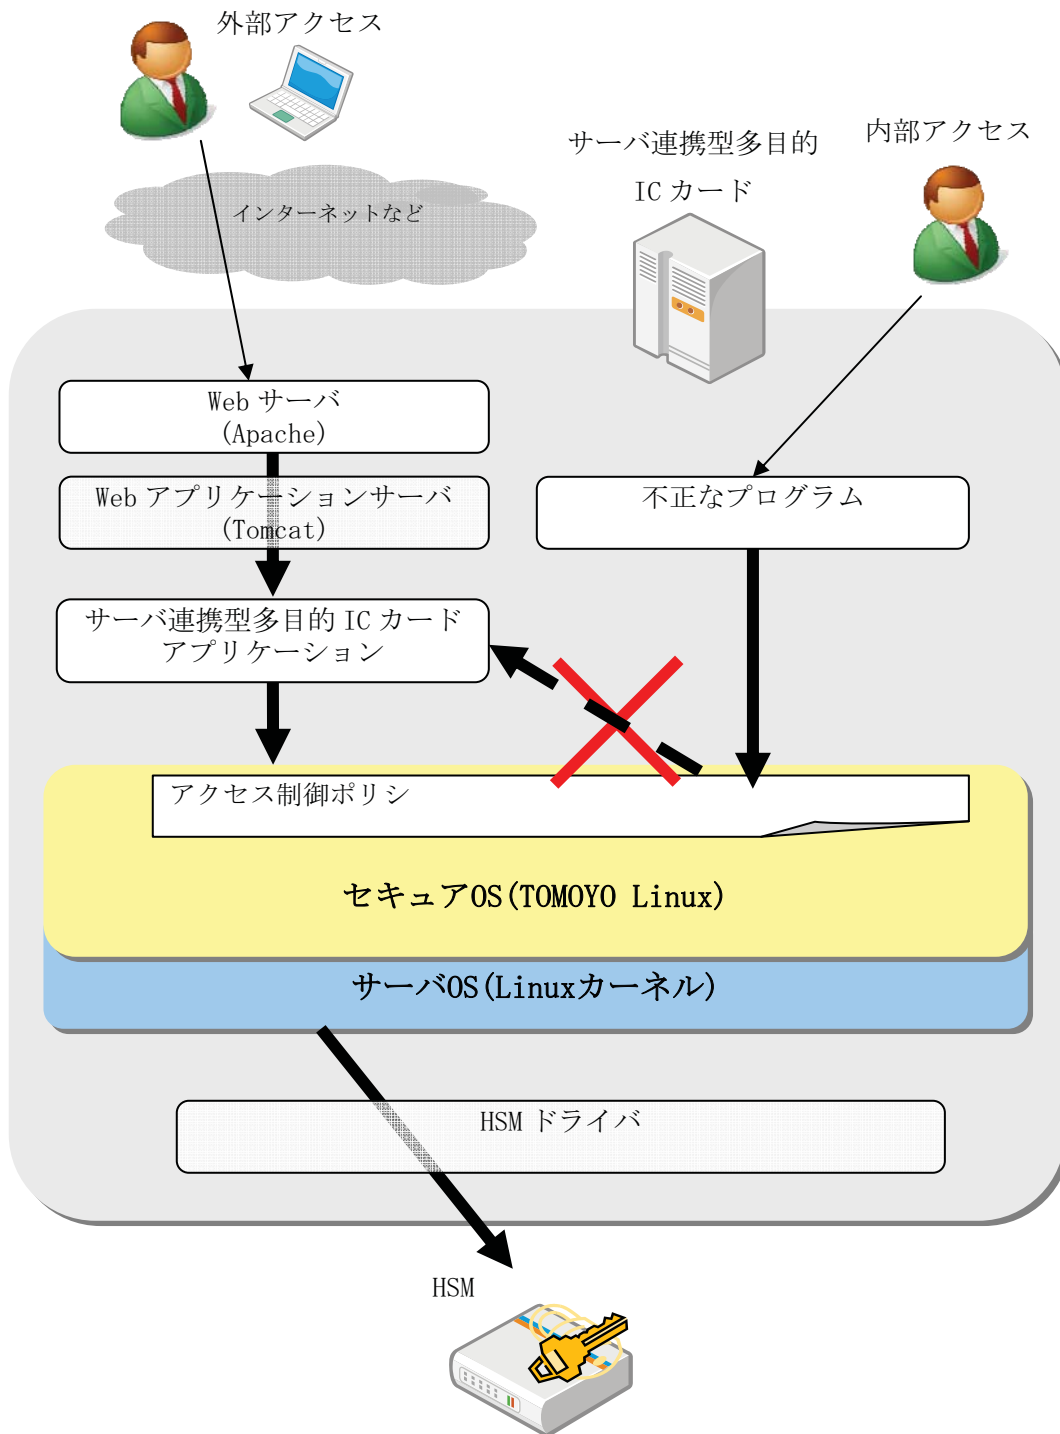 外部アクセス
サーバ連携型多目的
IC カード
内部アクセス
インターネットなど
Web サーバ
(Apache)
Web アプリケーションサーバ
(Tomcat)
不正なプログラム
サーバ連携型多目的 IC カード
アプリケーション
アクセス制御ポリシ
セキュアOS(TOMOYO Linux)
サーバOS(Linuxカーネル)
HSM ドライバ
HSM